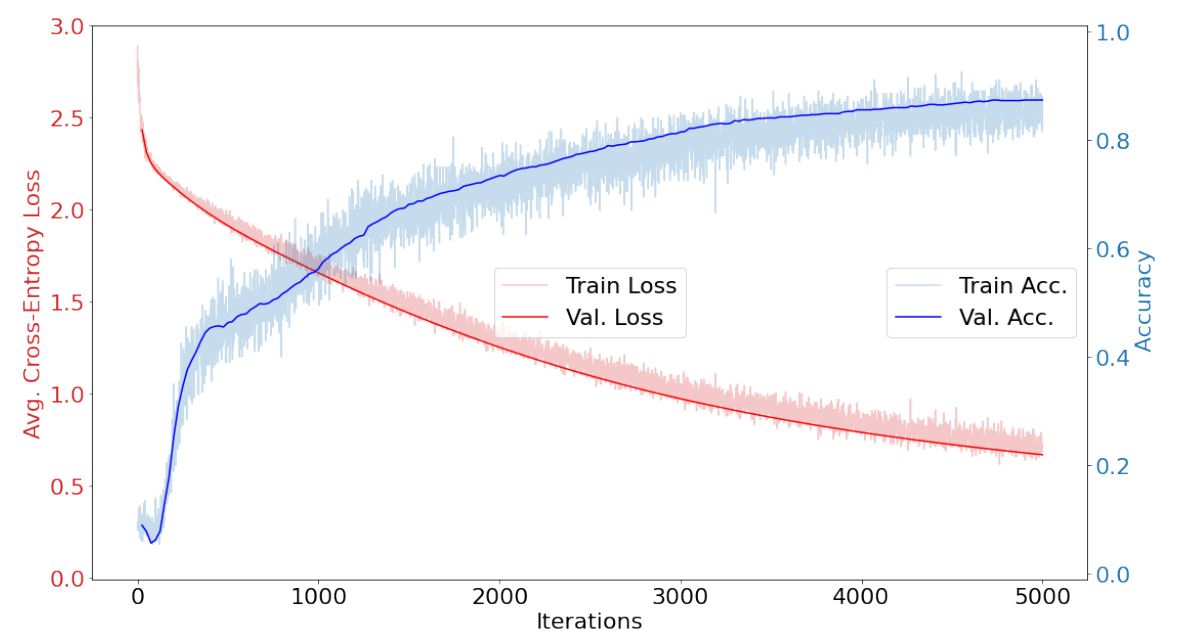 Avg. Cross-Entropy Loss
3.0
2.5
2.0
1.5
1.0
0.5
0.0
Train Loss
Val. Loss
Train Acc.
Val. Acc.
1.0
0.8
0.6
0.4
0.2
0.0
Accuracy
0 1000 2000 3000 4000 5000
Iterations